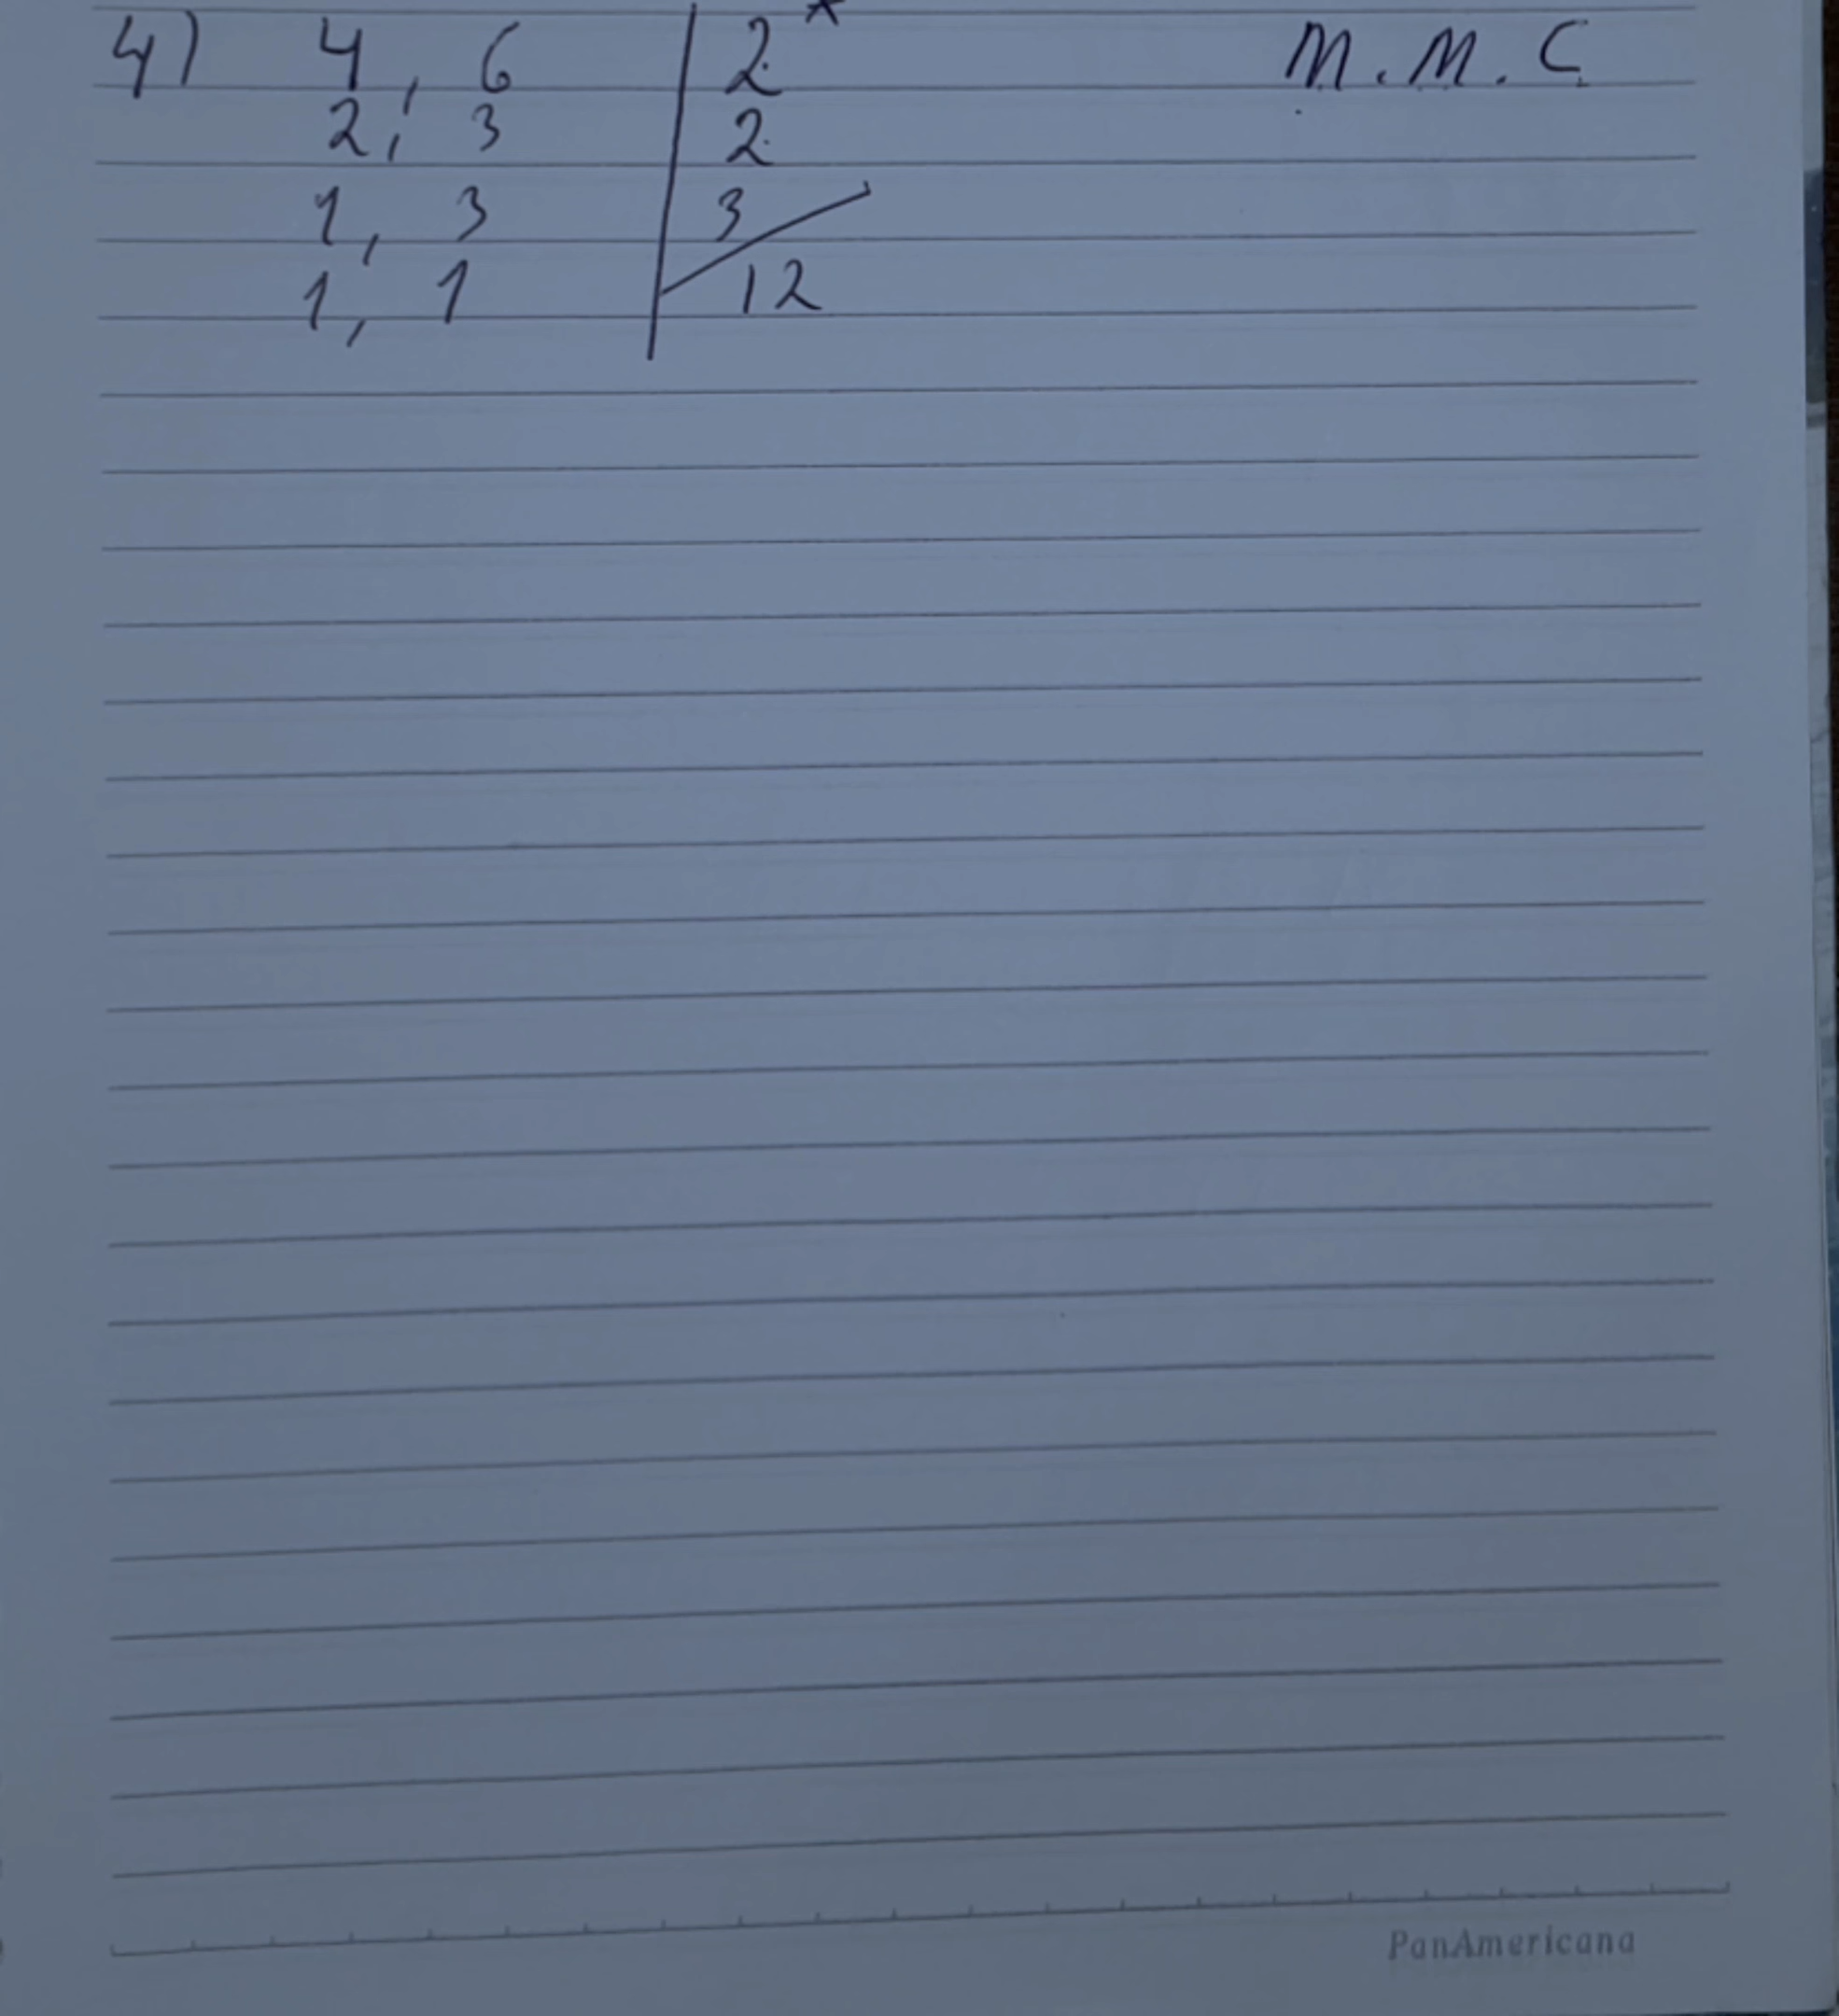 4) 4, 6 | 2 M.M.C
2, 3 | 2
1, 3 | 3
1, 1 | 12
PanAmericana